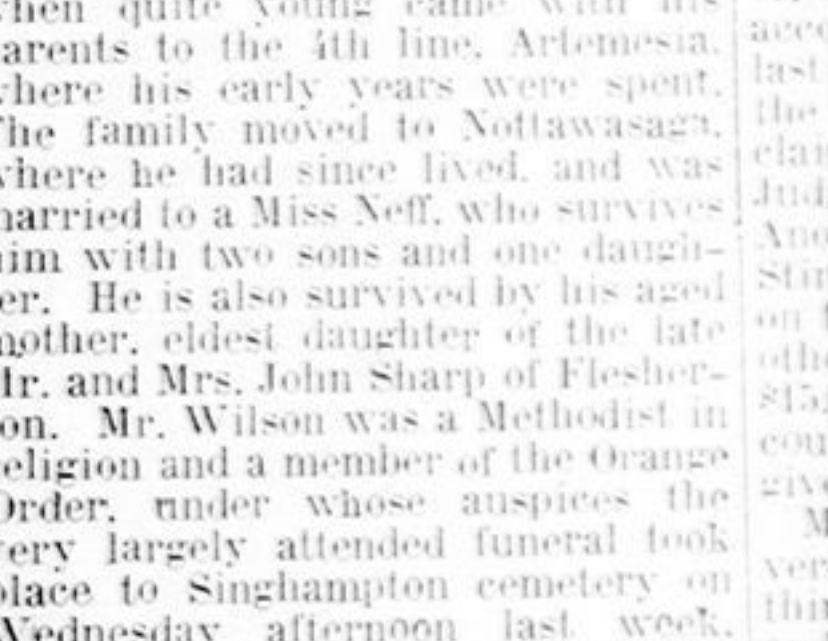 when quite young came with his
parents to the 4th line, Artemesia,
where his early years were spent.
The family moved to Nottawasaga,
where he had since lived, and was
married to a Miss Neff, who survives
him with two sons and one daugh-
ter. He is also survived by his aged
mother, eldest daughter of the late
Mr. and Mrs. John Sharp of Flesher-
ton. Mr. Wilson was a Methodist in
religion and a member of the Orange
Order, under whose auspices the
very largely attended funeral took
place to Singhampton cemetery on
Wednesday afternoon last week.
last
the